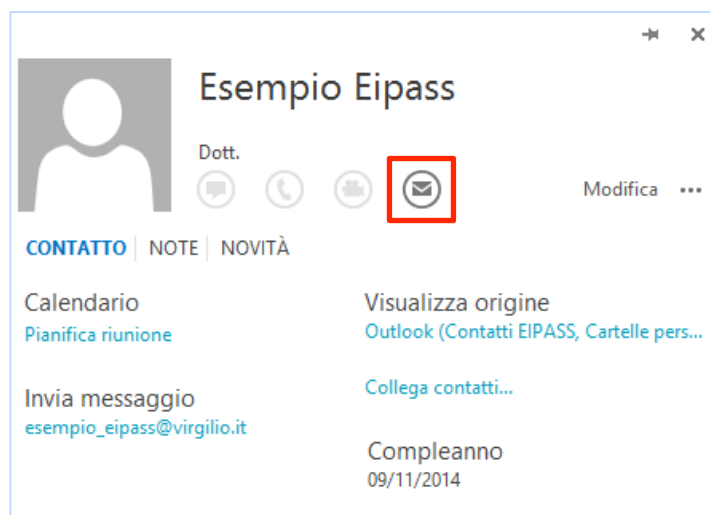 Esempio Eipass
Dott.
Modifica •••
CONTATTO NOTE NOVITÀ
Calendario
Pianifica riunione
Invia messaggio
esempio_eipass@virgilio.it
Visualizza origine
Outlook (Contatti EIPASS, Cartelle pers...
Collega contatti...
Compleanno
09/11/2014